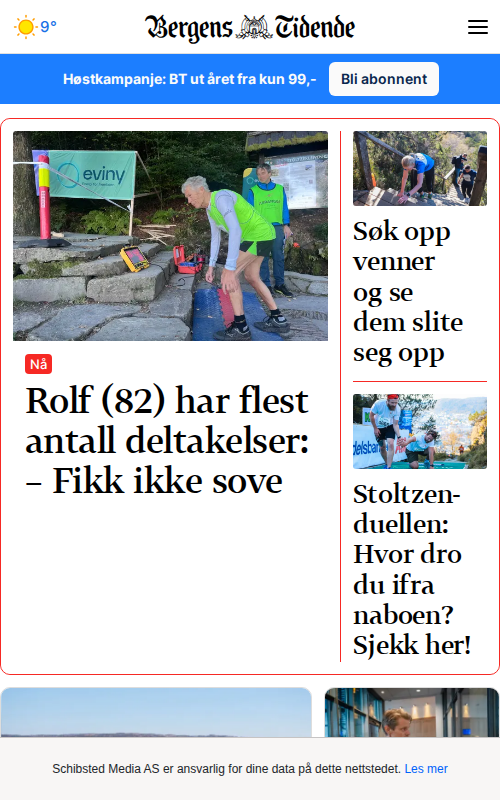 9°
Bergens Tidende
Høstkampanje: BT ut året fra kun 99,-
Bli abonnent
eviny
Nå
Rolf (82) har flest
antall deltakelser:
– Fikk ikke sove
Søk opp
venner
og se
dem slite
seg opp
Stoltzen-
duellen:
Hvor dro
du ifra
naboen?
Sjekk her!
Schibsted Media AS er ansvarlig for dine data på dette nettstedet. Les mer